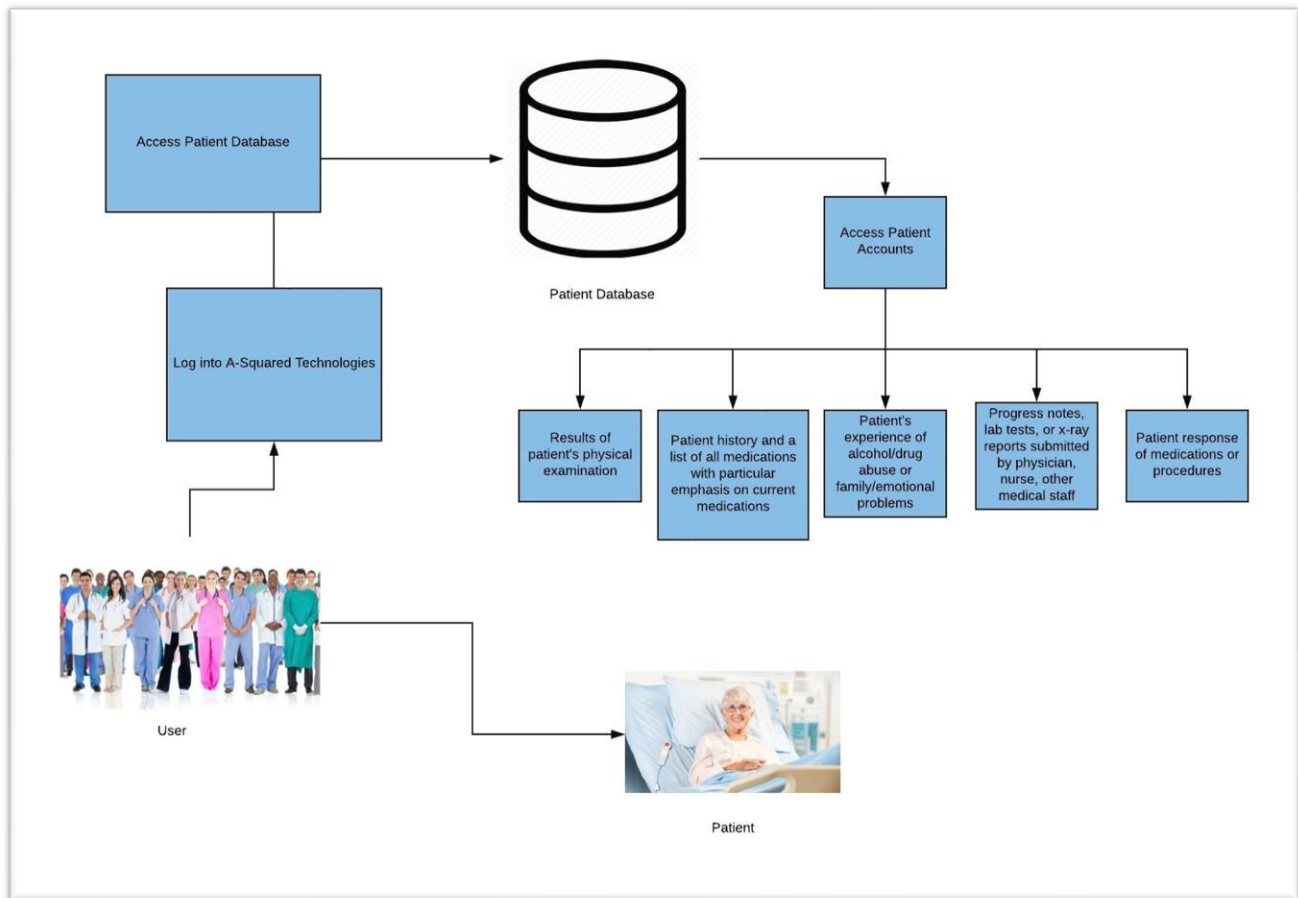 Access Patient Database
Patient Database
Access Patient
Accounts
Log into A-Squared Technologies
Results of
patient's physical
examination
Patient history and a
list of all medications
with particular
emphasis on current
medications
Patient's
experience of
alcohol/drug
abuse or
family/emotional
problems
Progress notes,
lab tests, or x-ray
reports submitted
by physician,
nurse, other
medical staff
Patient response
of medications or
procedures
User
Patient